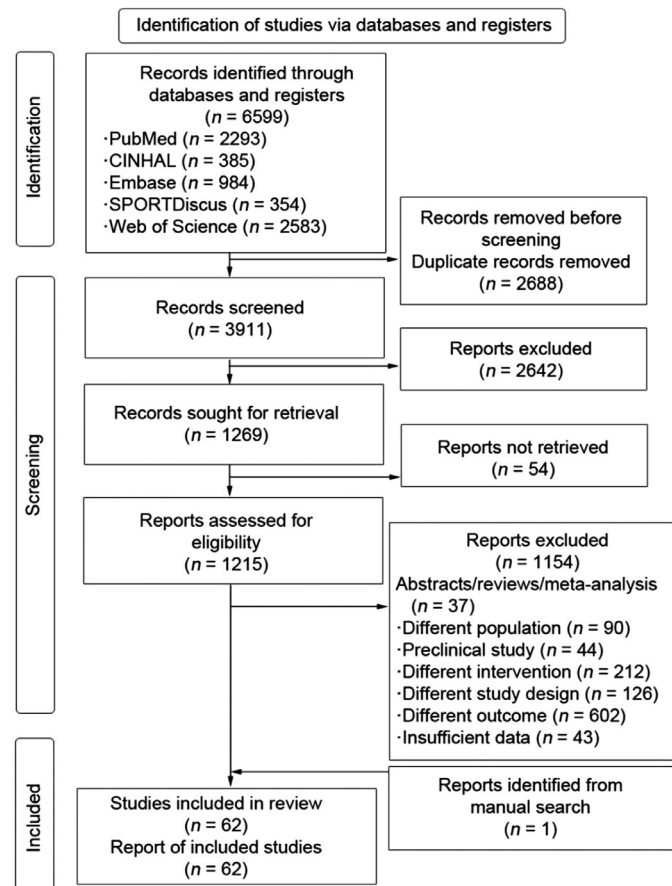 Identification of studies via databases and registers
Identification
Records identified through
databases and registers
(n = 6599)
·PubMed (n = 2293)
·CINHAL (n = 385)
·Embase (n = 984)
·SPORTDiscus (n = 354)
·Web of Science (n = 2583)
Records removed before
screening
Duplicate records removed
(n = 2688)
Screening
Records screened
(n = 3911)
Reports excluded
(n = 2642)
Records sought for retrieval
(n = 1269)
Reports not retrieved
(n = 54)
Reports assessed for
eligibility
(n = 1215)
Reports excluded
(n = 1154)
Abstracts/reviews/meta-analysis
(n = 37)
·Different population (n = 90)
·Preclinical study (n = 44)
·Different intervention (n = 212)
·Different study design (n = 126)
·Different outcome (n = 602)
·Insufficient data (n = 43)
Included
Reports identified from
manual search
(n = 1)
Studies included in review
(n = 62)
Report of included studies
(n = 62)